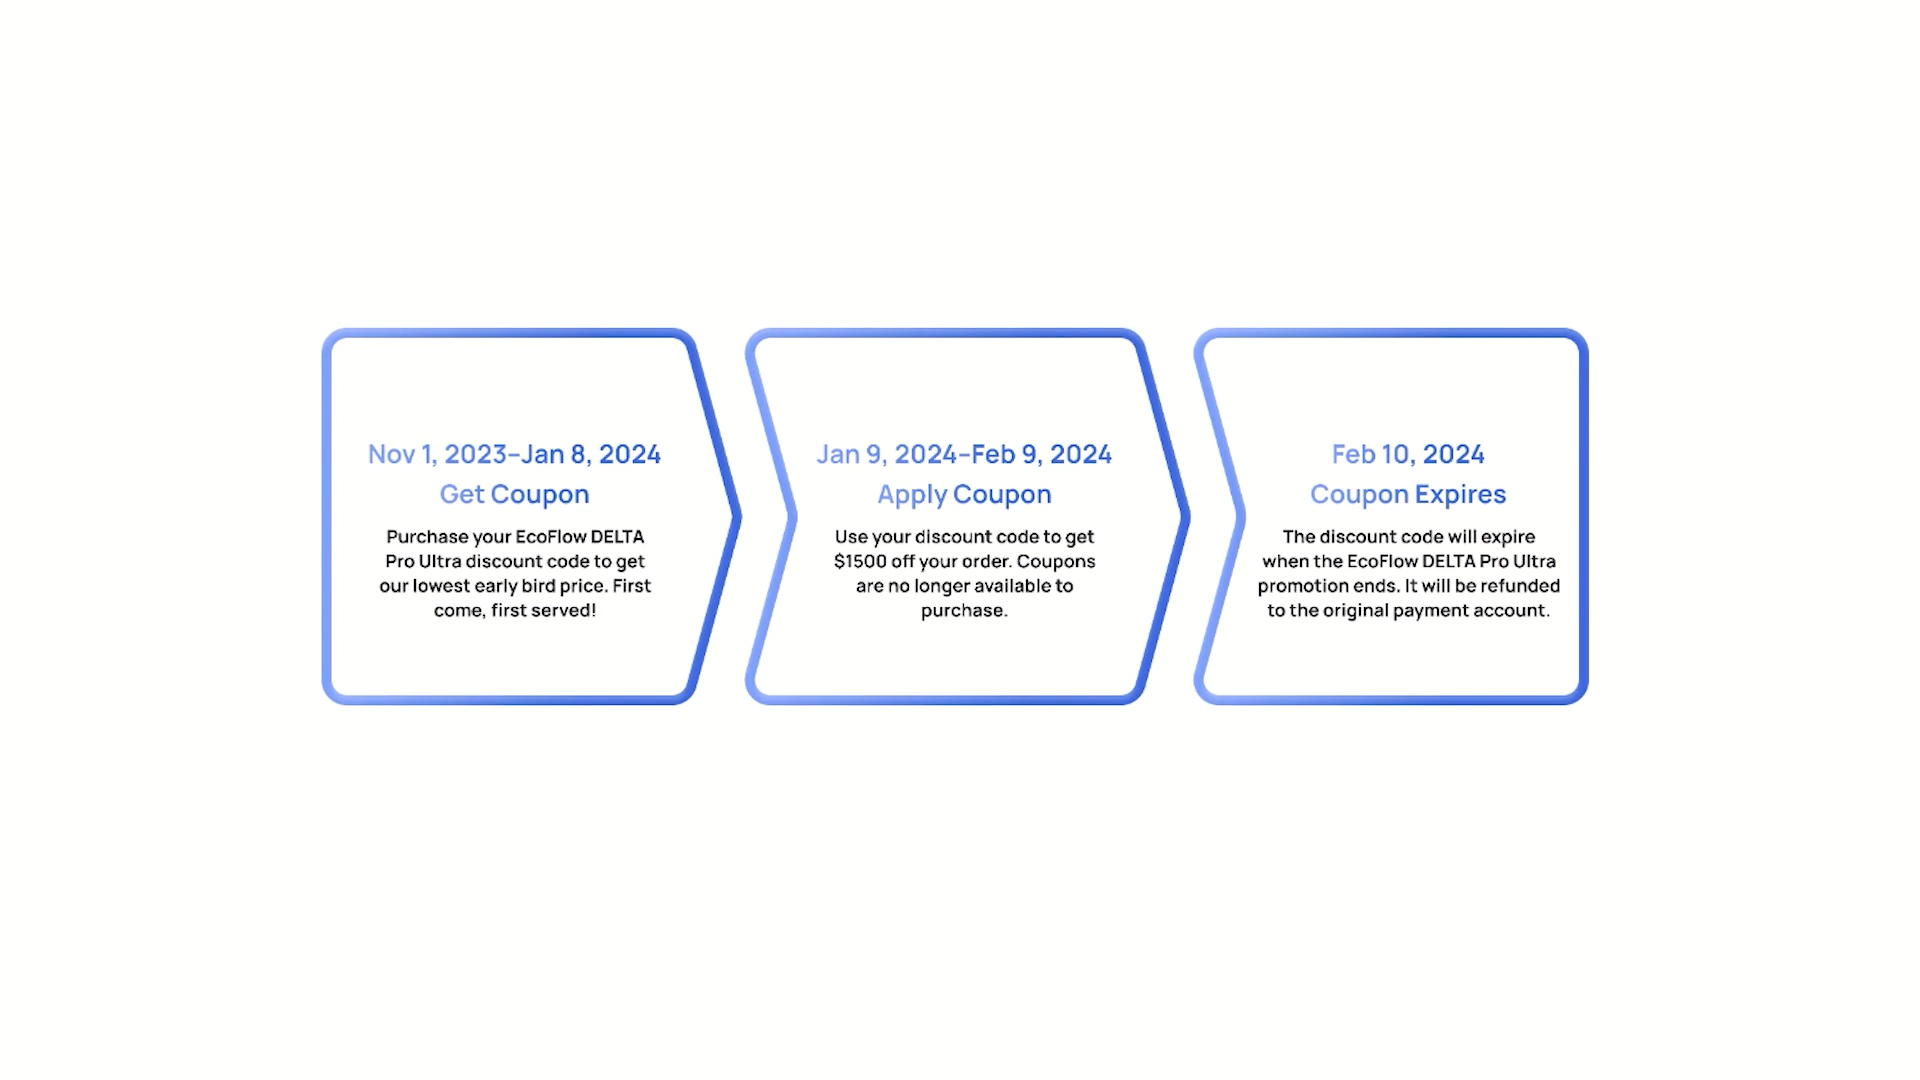 Nov 1, 2023–Jan 8, 2024
Get Coupon
Purchase your EcoFlow DELTA
Pro Ultra discount code to get
our lowest early bird price. First
come, first served!
Jan 9, 2024–Feb 9, 2024
Apply Coupon
Use your discount code to get
$1500 off your order. Coupons
are no longer available to
purchase.
Feb 10, 2024
Coupon Expires
The discount code will expire
when the EcoFlow DELTA Pro Ultra
promotion ends. It will be refunded
to the original payment account.